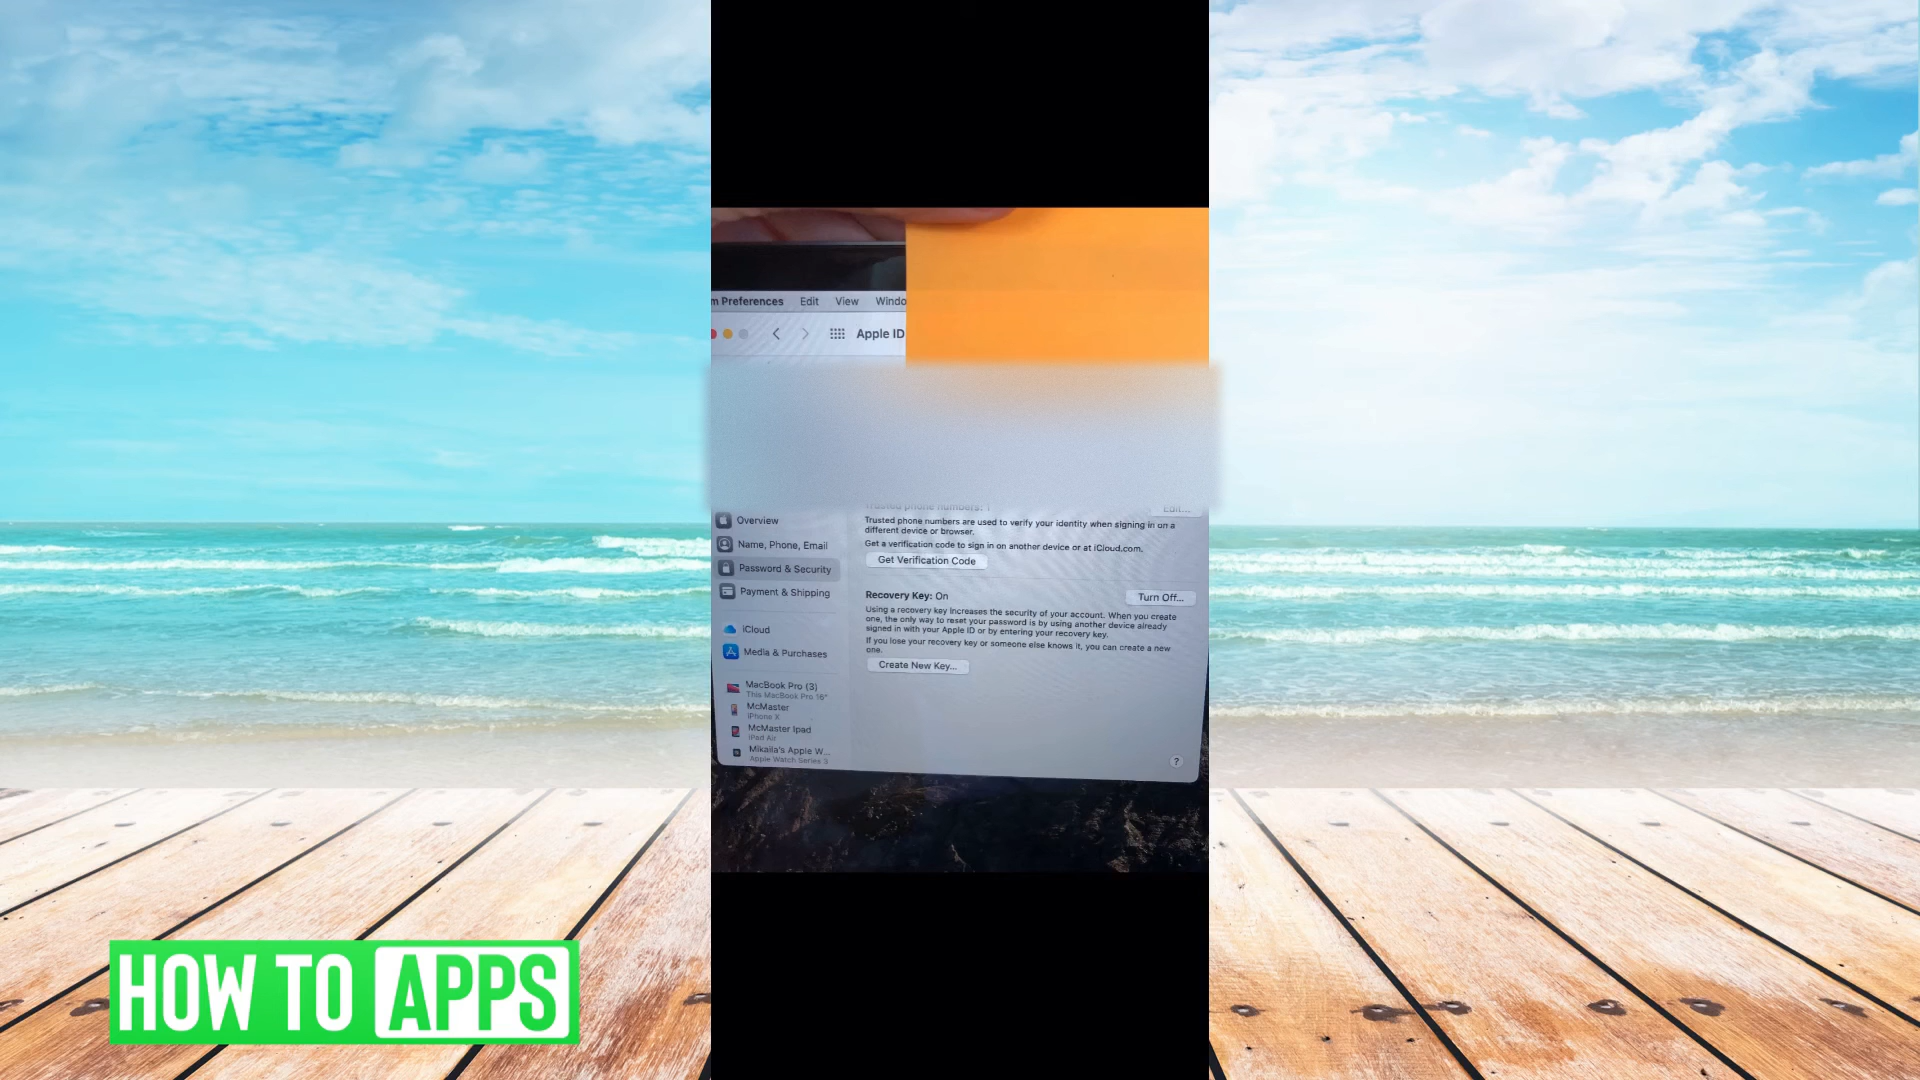 m Preferences Edit View Windo
Apple ID
Trusted phone numbers: 1
Edit...
Overview
Trusted phone numbers are used to verify your identity when signing in on a
different device or browser.
Name, Phone, Email
Get a verification code to sign in on another device or at iCloud.com.
Get Verification Code
Password & Security
Payment & Shipping
Recovery Key: On
Turn Off...
Using a recovery key increases the security of your account. When you create
one, the only way to reset your password is by using another device already
signed in with your Apple ID or by entering your recovery key.
iCloud
If you lose your recovery key or someone else knows it, you can create a new
one.
Media & Purchases
Create New Key...
MacBook Pro (3)
This MacBook Pro 16"
McMaster
iPhone X
McMaster Ipad
iPad Air
Mikaila's Apple W...
Apple Watch Series 3
?
HOW TO APPS